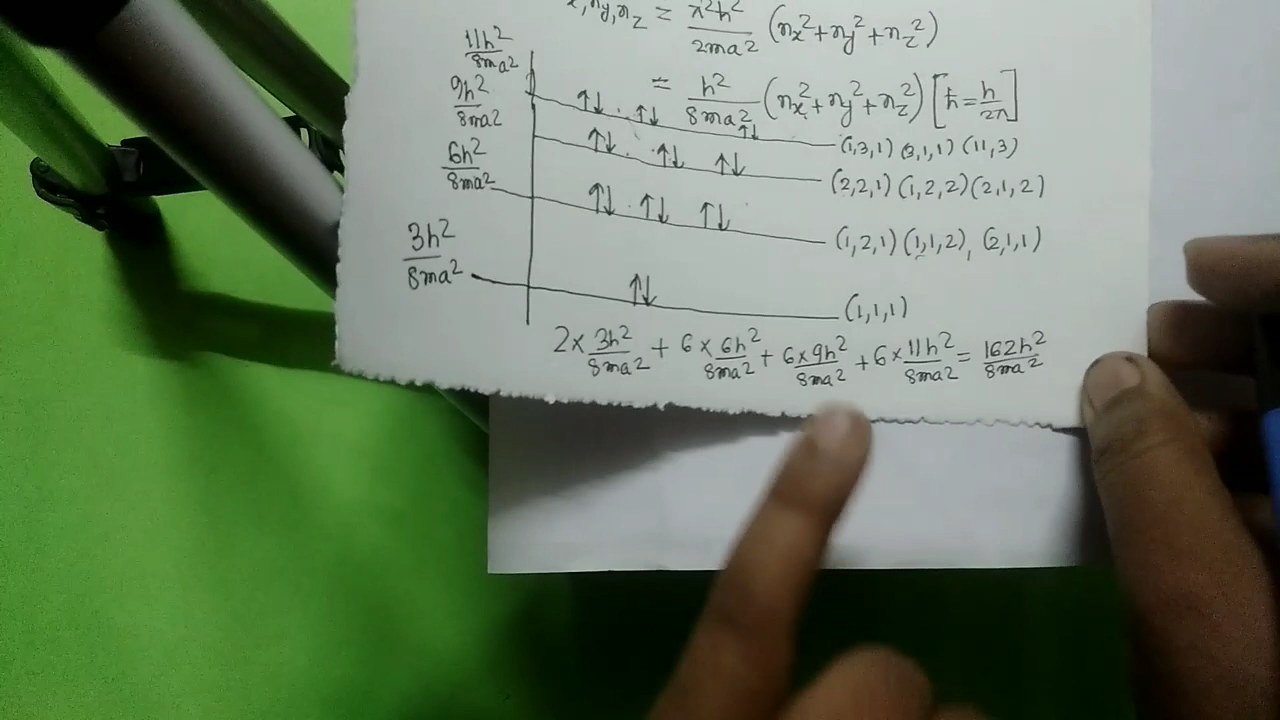 x,ny,nz = π²ħ²/2ma² (nx²+ny²+nz²)
= h²/8ma² (nx²+ny²+nz²) [ħ=h/2π]
11h²/8ma²
9h²/8ma²
↑↓ ↑↓ ↑↓ (1,3,1) (3,1,1) (11,3)
6h²/8ma²
↑↓ ↑↓ ↑↓ (2,2,1) (1,2,2) (2,1,2)
↑↓ ↑↓ ↑↓ (1,2,1) (1,1,2), (2,1,1)
3h²/8ma²
↑↓ (1,1,1)
2×3h²/8ma² + 6×6h²/8ma² + 6×9h²/8ma² + 6×11h²/8ma² = 162h²/8ma²